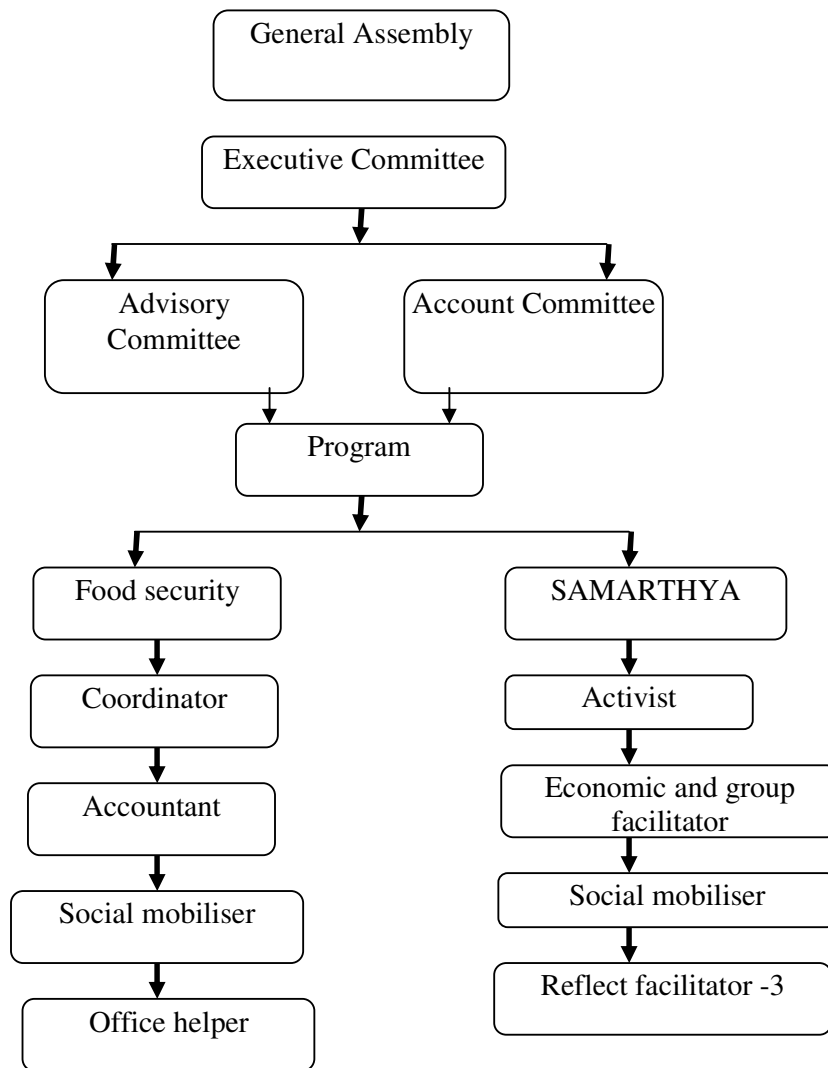 General Assembly
Executive Committee
Advisory
Committee
Account Committee
Program
Food security
SAMARTHYA
Coordinator
Activist
Economic and group
facilitator
Accountant
Social mobiliser
Social mobiliser
Reflect facilitator -3
Office helper